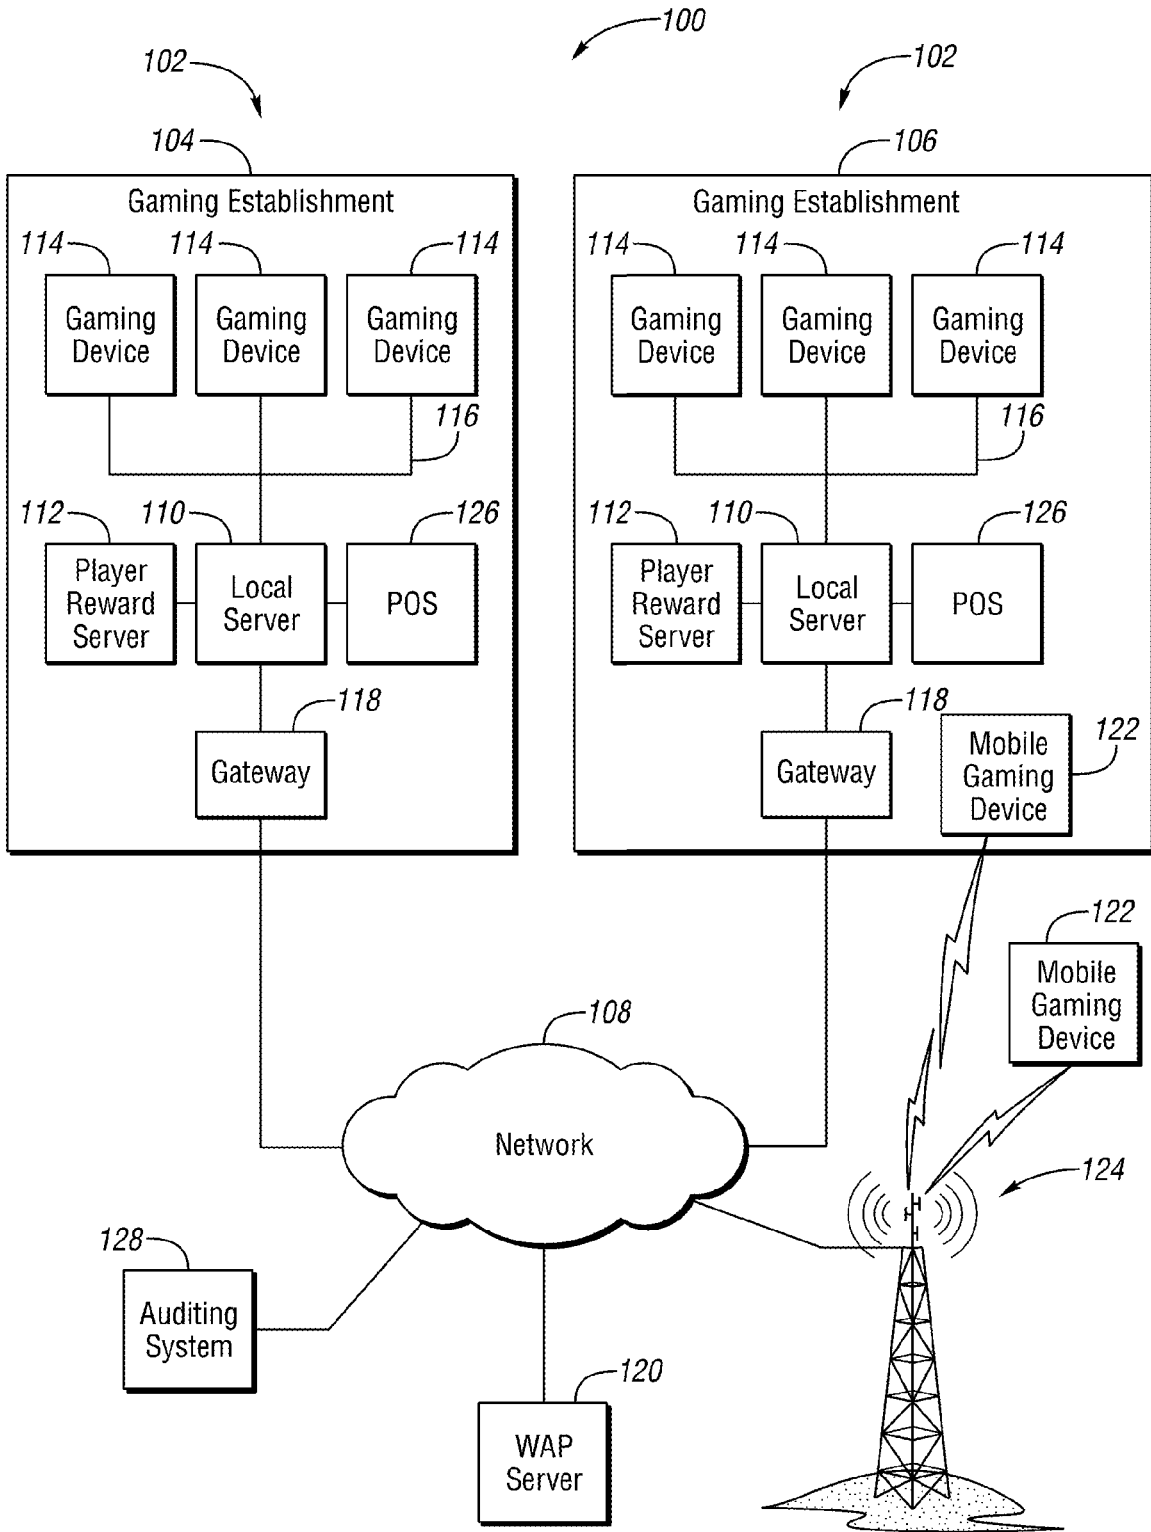 100
102
102
104
106
Gaming Establishment
Gaming Establishment
114
114
114
114
114
114
Gaming
Device
Gaming
Device
Gaming
Device
Gaming
Device
Gaming
Device
Gaming
Device
116
116
112
110
126
112
110
126
Player
Reward
Server
Local
Server
POS
Player
Reward
Server
Local
Server
POS
118
118
Gateway
Gateway
Mobile
Gaming
Device
122
122
Mobile
Gaming
Device
108
Network
124
128
Auditing
System
120
WAP
Server